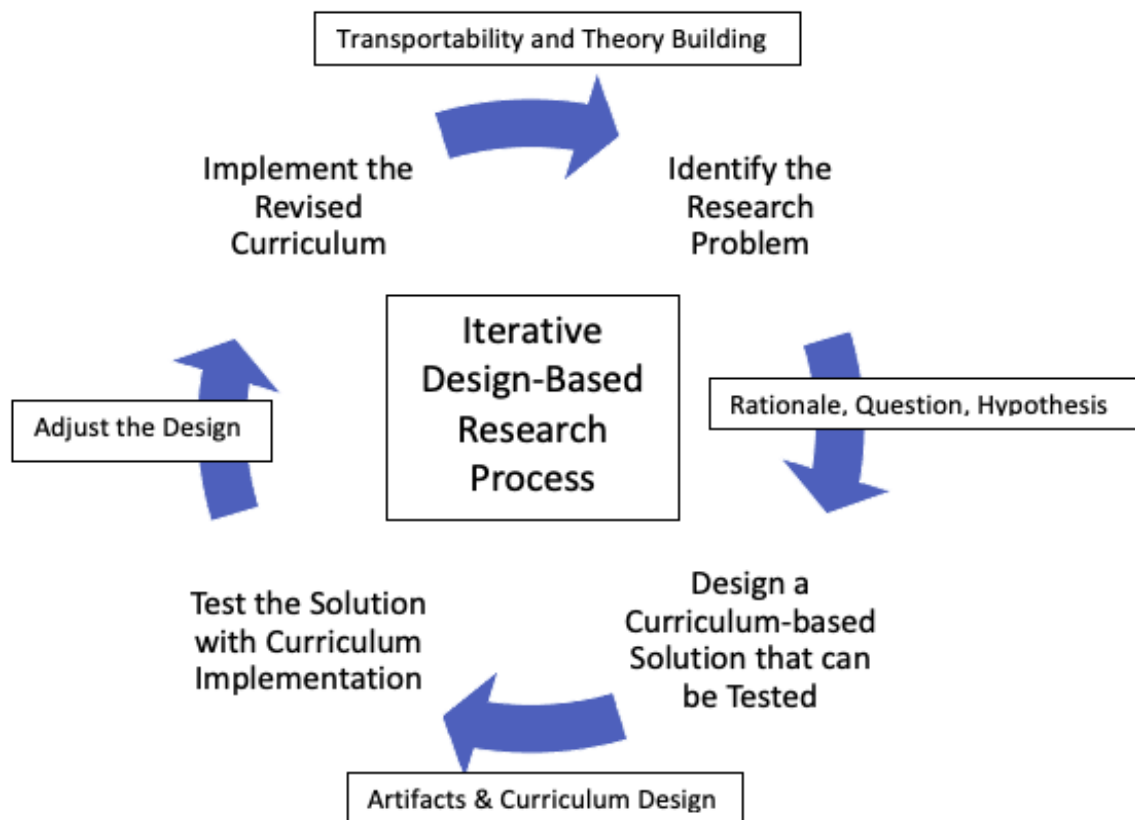 Transportability and Theory Building
Implement the
Revised
Curriculum
Identify the
Research
Problem
Iterative
Design-Based
Research
Process
Rationale, Question, Hypothesis
Adjust the Design
Design a
Curriculum-based
Solution that can
be Tested
Test the Solution
with Curriculum
Implementation
Artifacts & Curriculum Design